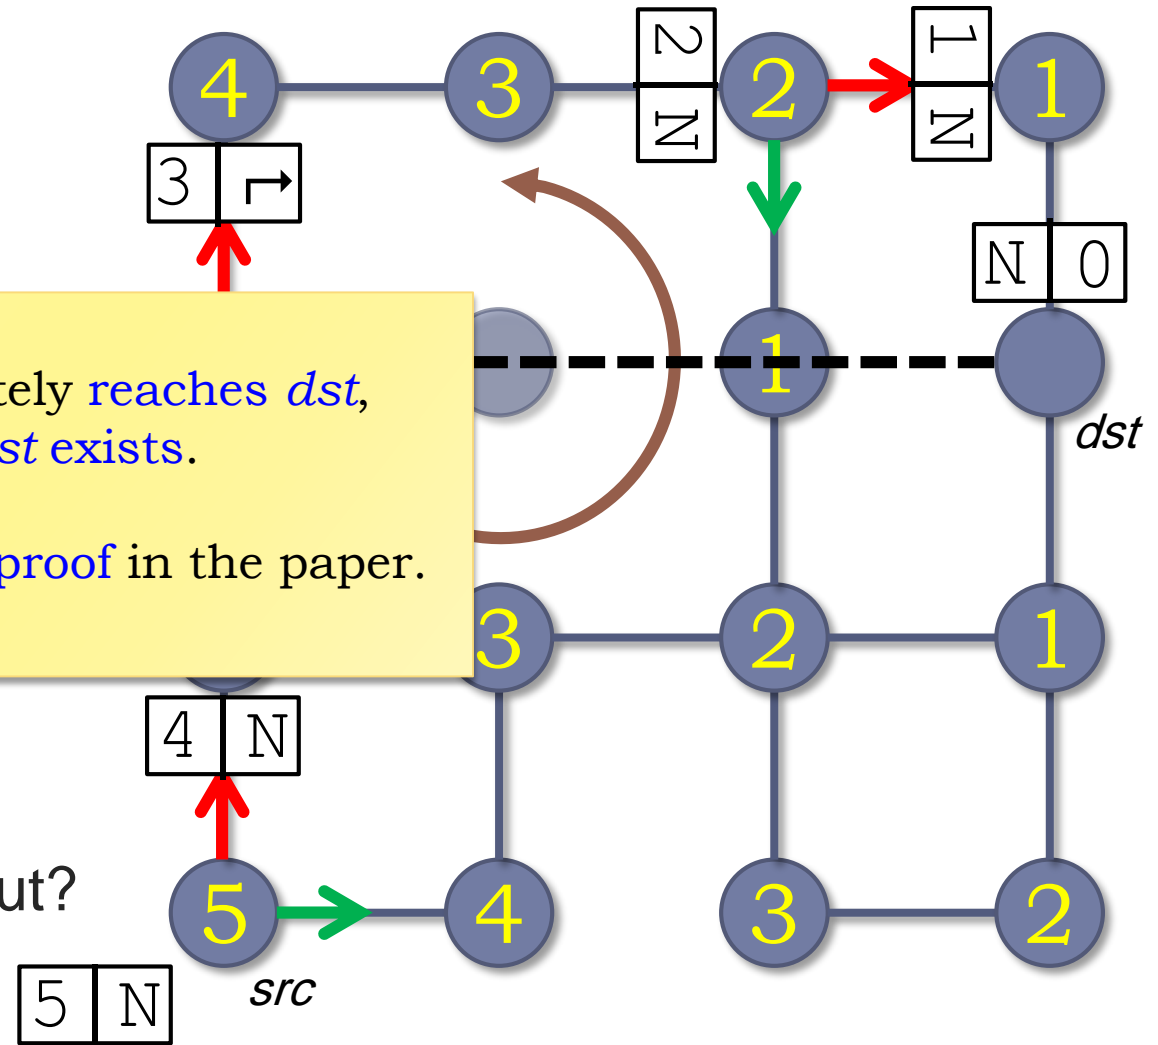 4 3 2 N 2 1 N 1
3 ↱
N 0
1
tely reaches dst,
dst
st exists.
proof in the paper.
3 2 1
4 N
ut?
5 4 3 2
src
5 N